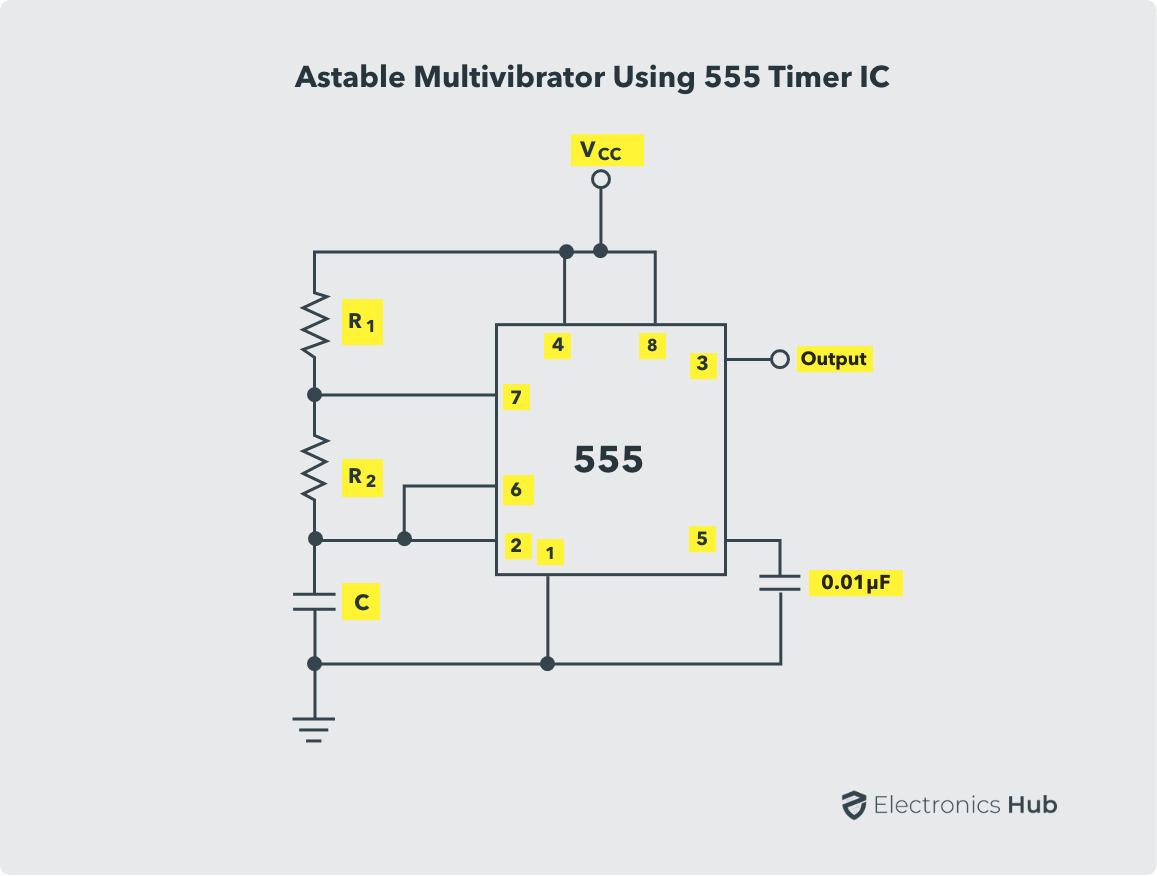 Astable Multivibrator Using 555 Timer IC
VCC
R1
4
8
3
Output
7
555
R2
6
2
1
5
0.01µF
C
Electronics Hub